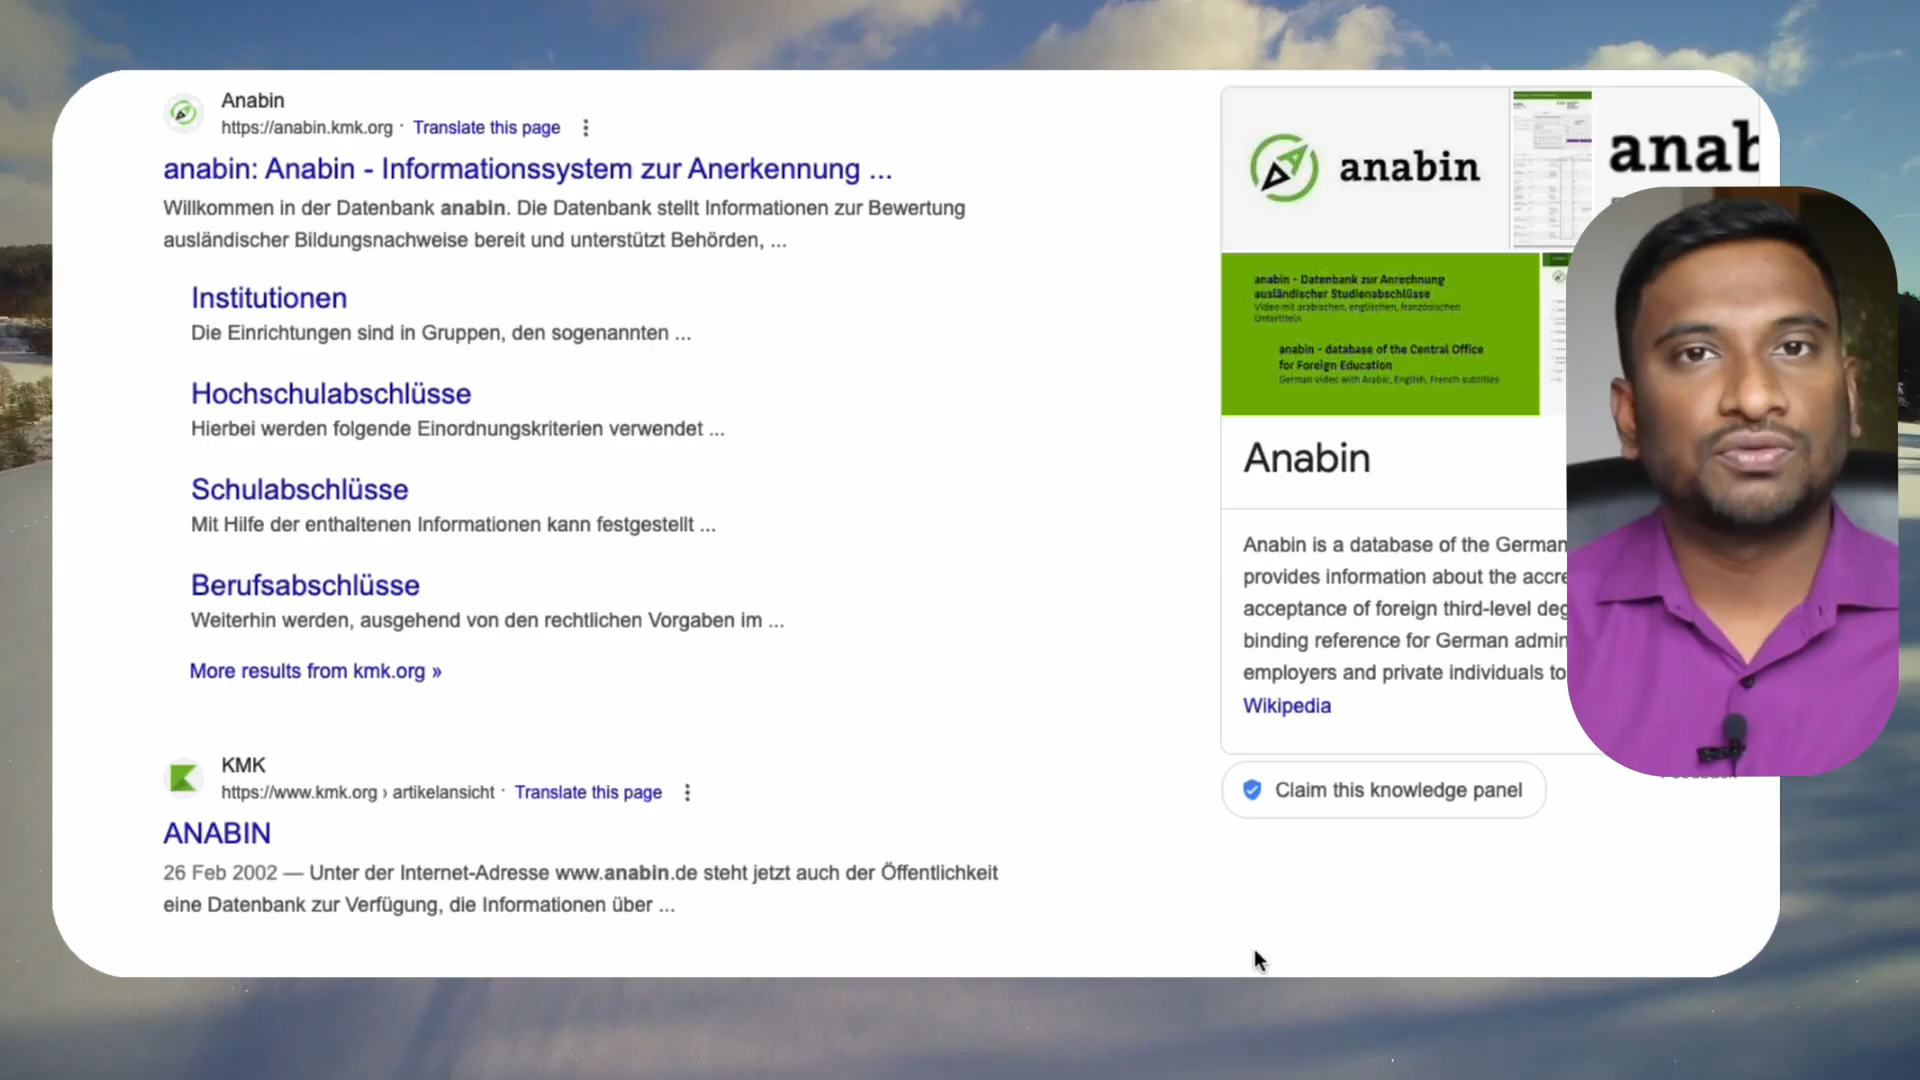 Anabin
https://anabin.kmk.org · Translate this page
anabin: Anabin - Informationssystem zur Anerkennung ...
Willkommen in der Datenbank anabin. Die Datenbank stellt Informationen zur Bewertung
ausländischer Bildungsnachweise bereit und unterstützt Behörden, ...
Institutionen
Die Einrichtungen sind in Gruppen, den sogenannten ...
Hochschulabschlüsse
Hierbei werden folgende Einordnungskriterien verwendet ...
Schulabschlüsse
Mit Hilfe der enthaltenen Informationen kann festgestellt ...
Berufsabschlüsse
Weiterhin werden, ausgehend von den rechtlichen Vorgaben im ...
More results from kmk.org »
KMK
https://www.kmk.org › artikelansicht · Translate this page
ANABIN
26 Feb 2002 — Unter der Internet-Adresse www.anabin.de steht jetzt auch der Öffentlichkeit
eine Datenbank zur Verfügung, die Informationen über ...
anabin
anab
anabin - Datenbank zur Anrechnung
ausländischer Studienabschlüsse
Video mit arabischen, englischen, französischen
Untertiteln
anabin - database of the Central Office
for Foreign Education
German video with Arabic, English, French subtitles
Anabin
Anabin is a database of the German
provides information about the accre
acceptance of foreign third-level deg
binding reference for German admin
employers and private individuals to
Wikipedia
Claim this knowledge panel